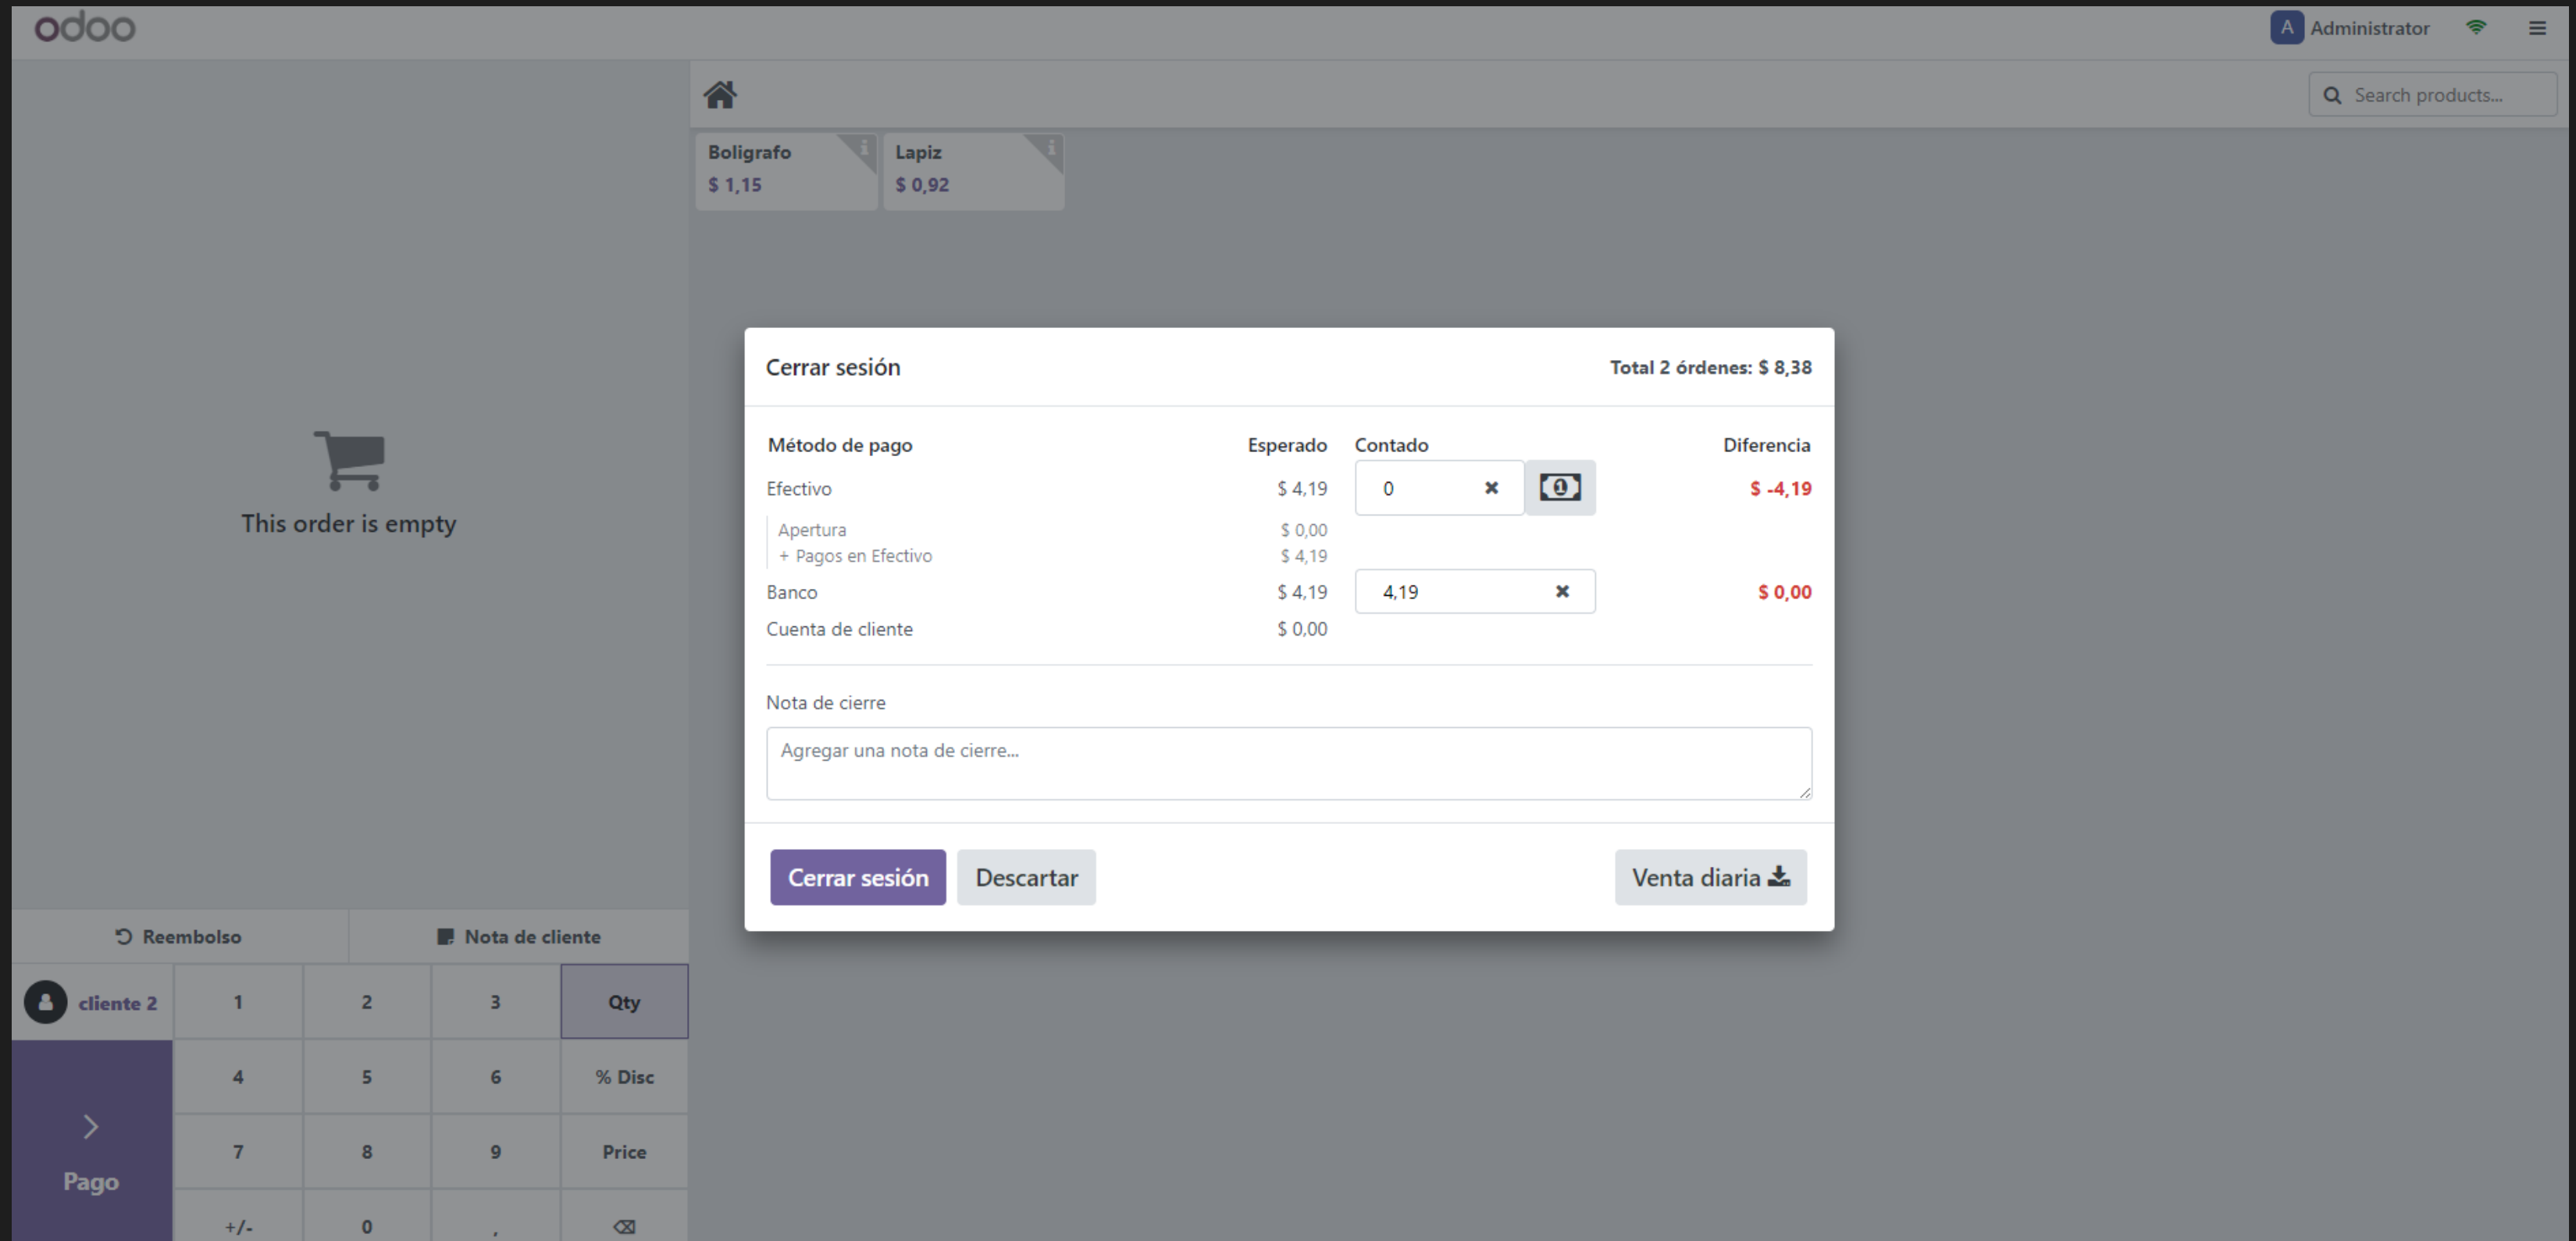 odoo
A Administrator
Search products...
Boligrafo
$ 1,15
Lapiz
$ 0,92
This order is empty
Cerrar sesión
Total 2 órdenes: $ 8,38
Método de pago Esperado Contado Diferencia
Efectivo $ 4,19 0 $ -4,19
Apertura $ 0,00
+ Pagos en Efectivo $ 4,19
Banco $ 4,19 4,19 $ 0,00
Cuenta de cliente $ 0,00
Nota de cierre
Agregar una nota de cierre...
Cerrar sesión Descartar Venta diaria
Reembolso Nota de cliente
cliente 2 1 2 3 Qty
4 5 6 % Disc
7 8 9 Price
Pago
+/- 0 ,